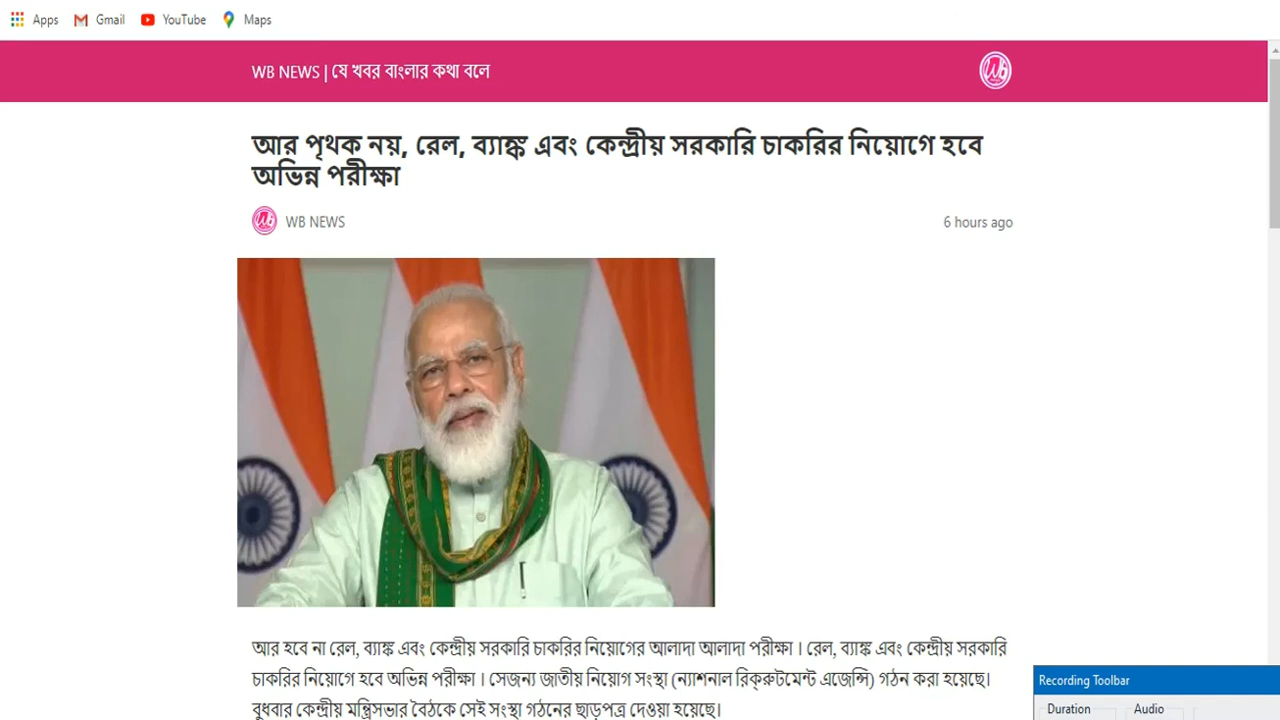 Apps Gmail YouTube Maps
WB NEWS | যে খবর বাংলার কথা বলে
আর পৃথক নয়, রেল, ব্যাঙ্ক এবং কেন্দ্রীয় সরকারি চাকরির নিয়োগে হবে
অভিন্ন পরীক্ষা
WB NEWS 6 hours ago
আর হবে না রেল, ব্যাঙ্ক এবং কেন্দ্রীয় সরকারি চাকরির নিয়োগের আলাদা আলাদা পরীক্ষা । রেল, ব্যাঙ্ক এবং কেন্দ্রীয় সরকারি
চাকরির নিয়োগে হবে অভিন্ন পরীক্ষা । সেজন্য জাতীয় নিয়োগ সংস্থা (ন্যাশনাল রিক্রুটমেন্ট এজেন্সি) গঠন করা হয়েছে।
বুধবার কেন্দ্রীয় মন্ত্রিসভার বৈঠকে সেই সংস্থা গঠনের ছাড়পত্র দেওয়া হয়েছে।
Recording Toolbar
Duration Audio